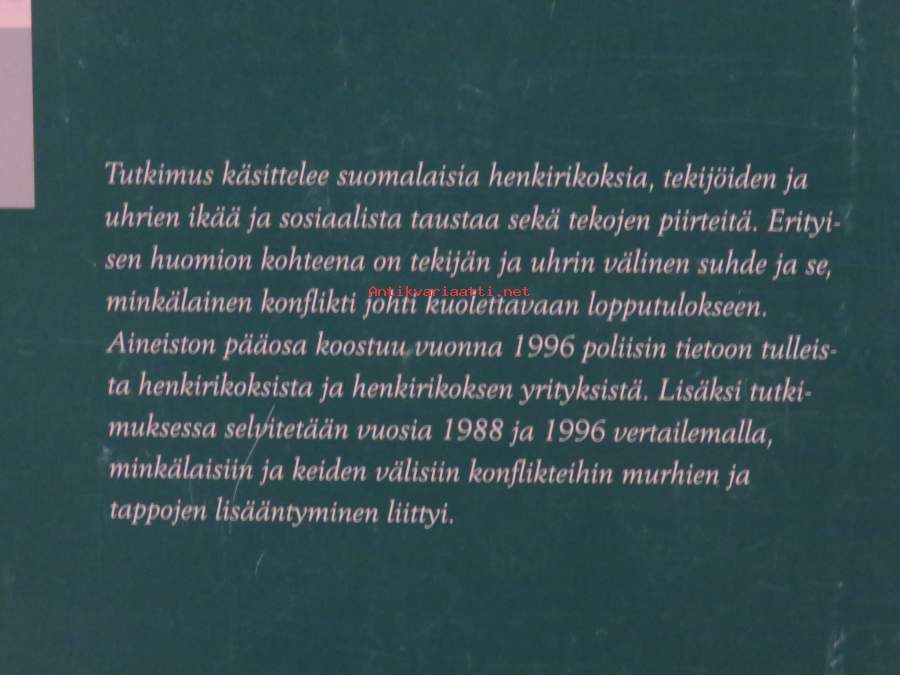 Tutkimus käsittelee suomalaisia henkirikoksia, tekijöiden ja
uhrien ikää ja sosiaalista taustaa sekä tekojen piirteitä. Erityi-
sen huomion kohteena on tekijän ja uhrin välinen suhde ja se,
Antikvariaatti.net
minkälainen konflikti johti kuolettavaan lopputulokseen.
Aineiston pääosa koostuu vuonna 1996 poliisin tietoon tulleis-
ta henkirikoksista ja henkirikoksen yrityksistä. Lisäksi tutki-
muksessa selvitetään vuosia 1988 ja 1996 vertailemalla,
minkälaisiin ja keiden välisiin konflikteihin murhien ja
tappojen lisääntyminen liittyi.